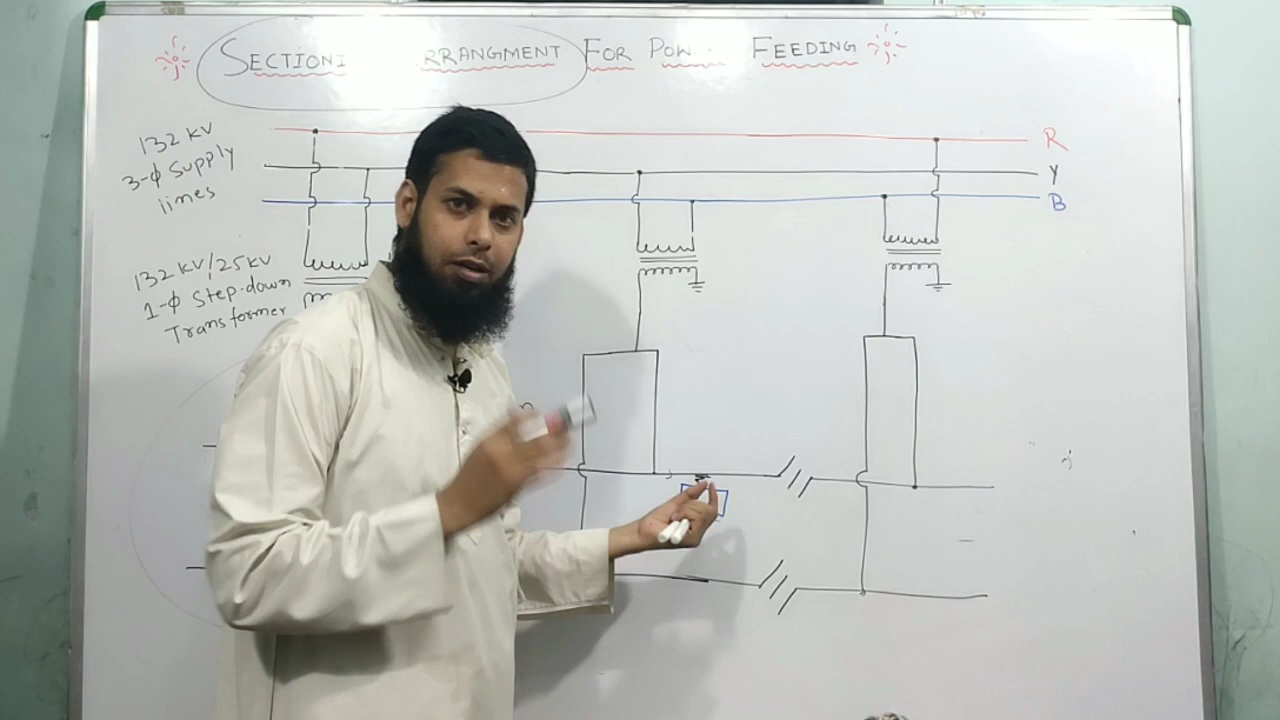 SECTIONI RRANGMENT FOR POW FEEDING
132 KV
3-φ Supply
lines
R
Y
B
132 KV/25KV
1-φ Step-down
Transformer